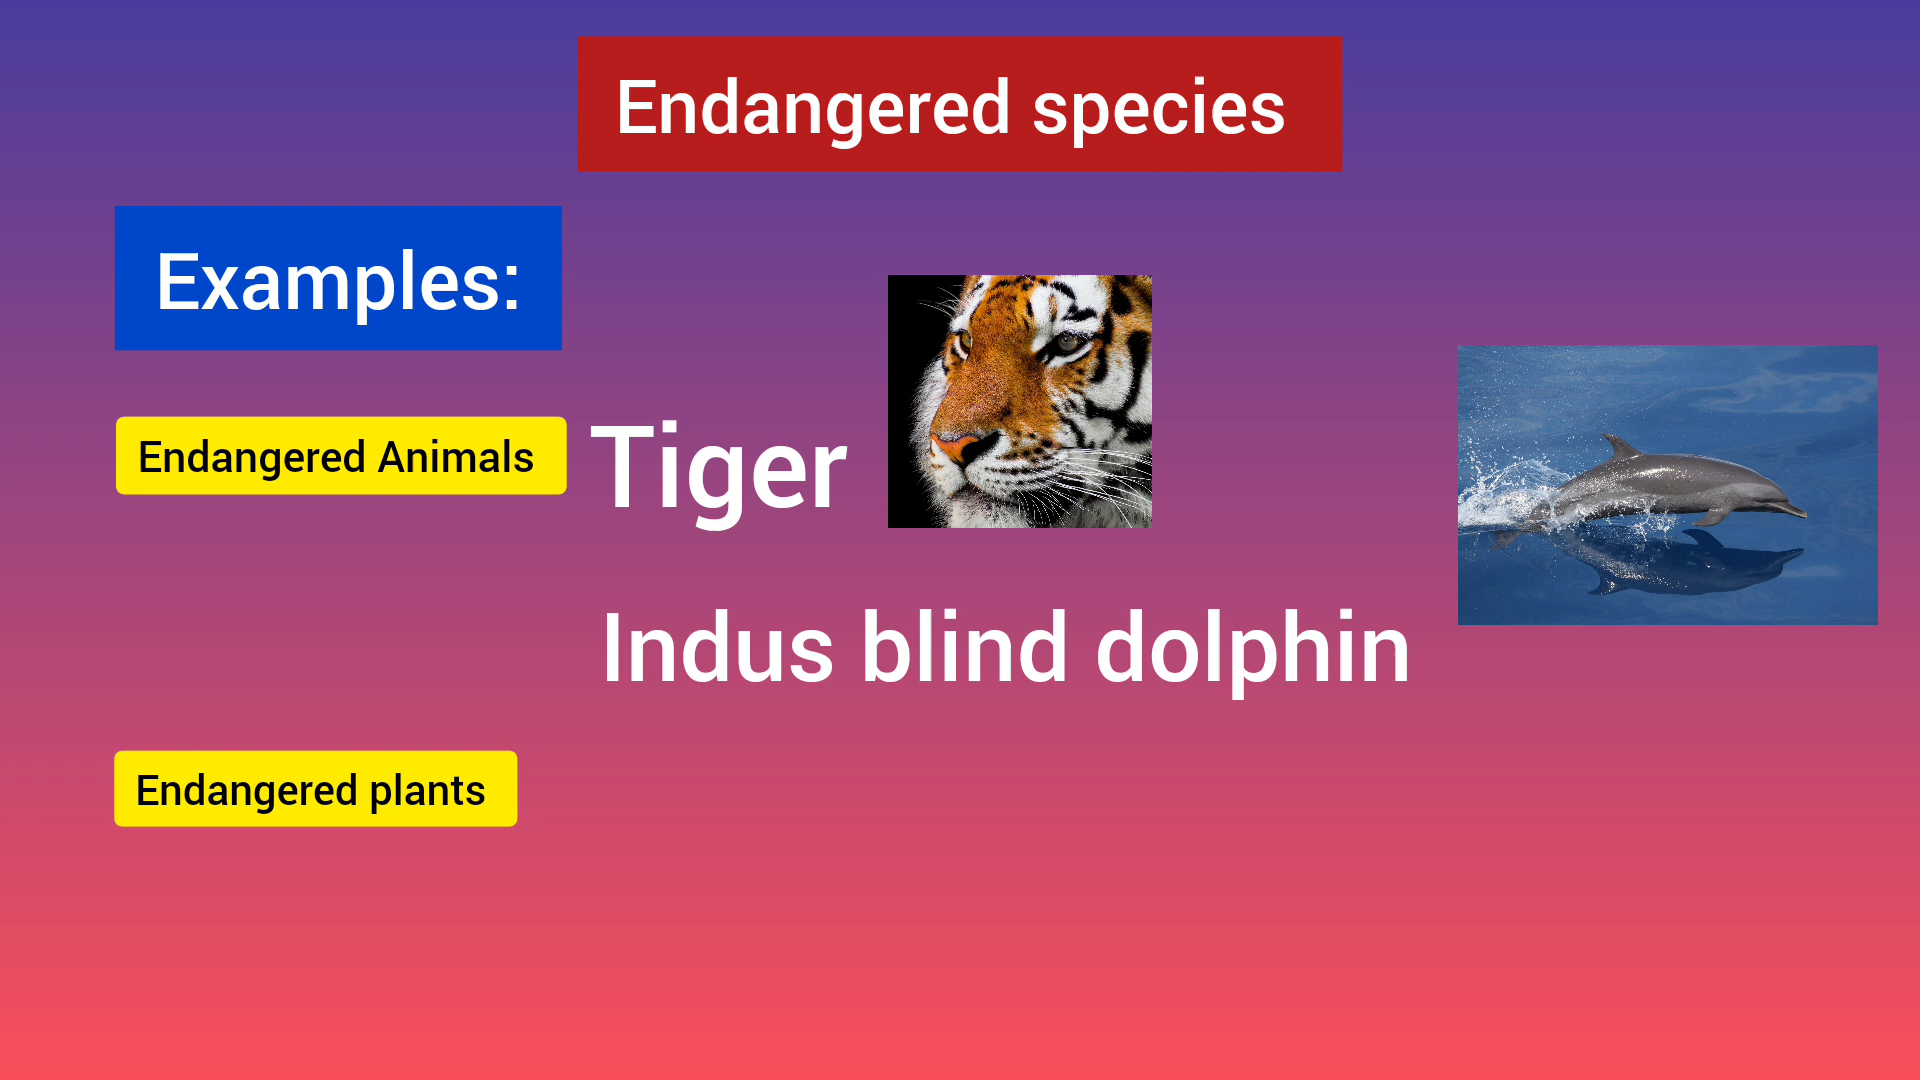 Endangered species
Examples:
Endangered Animals
Tiger
Indus blind dolphin
Endangered plants